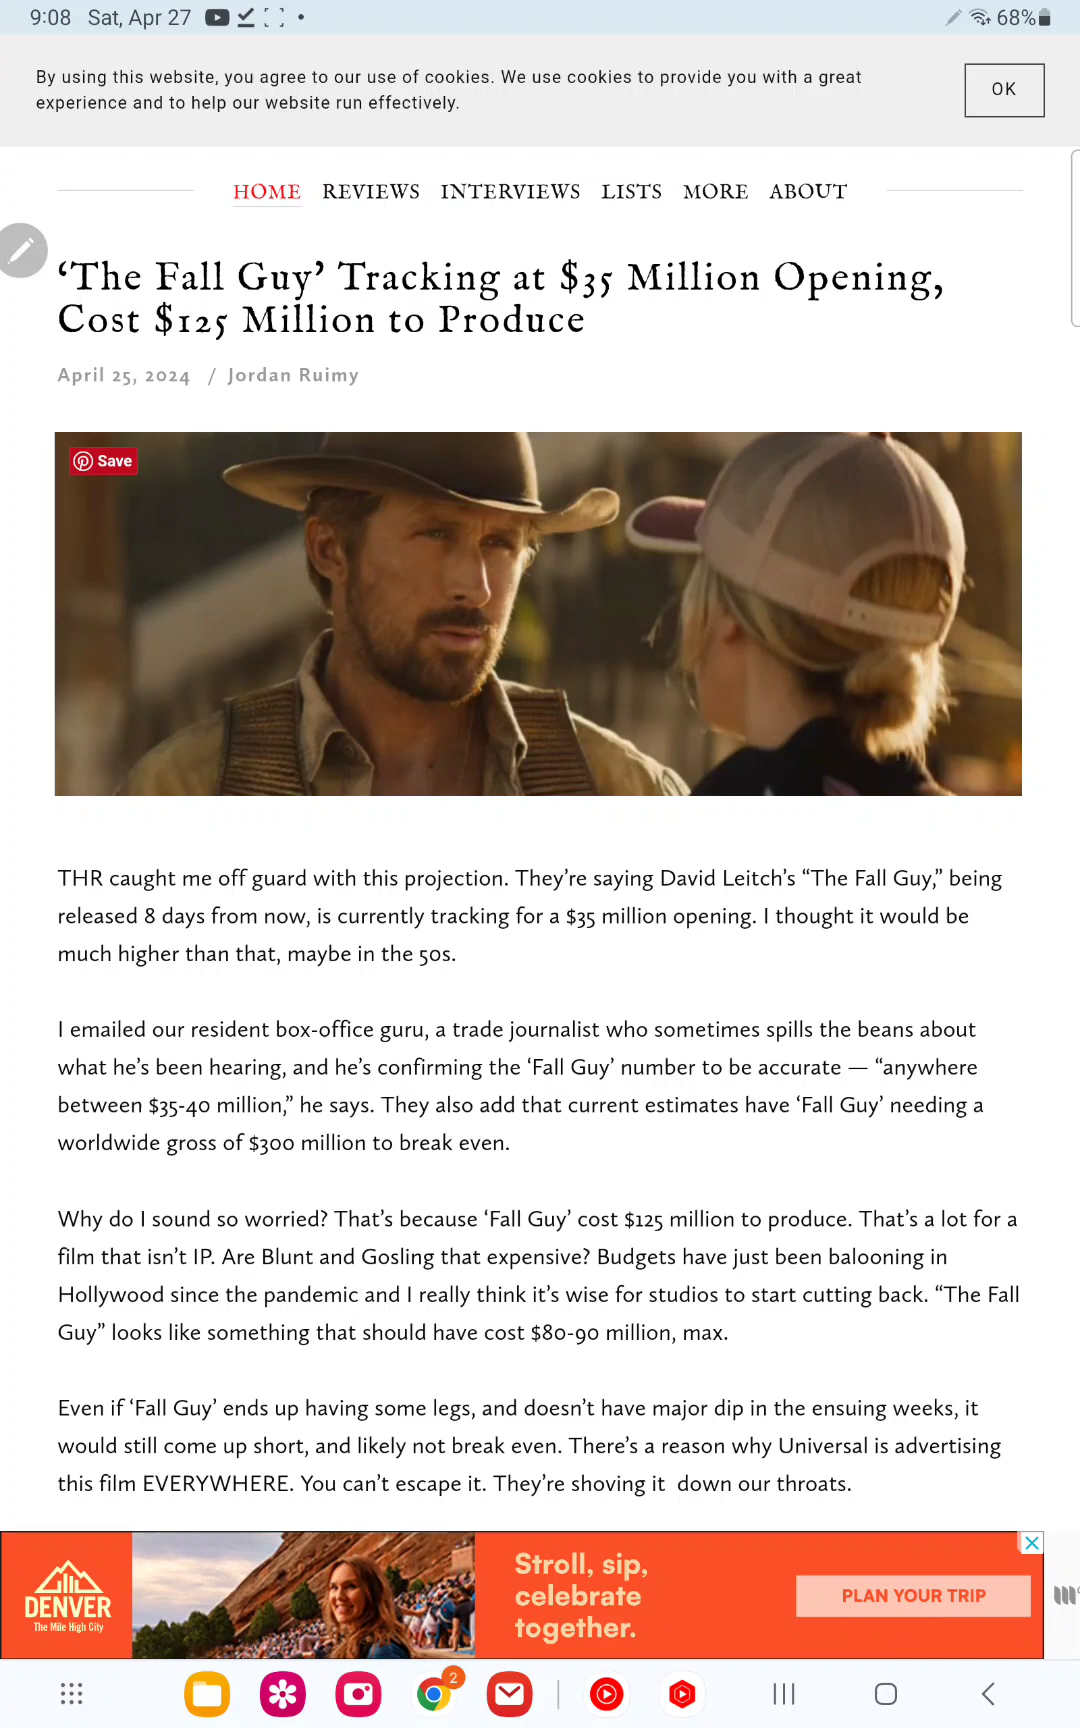 9:08 Sat, Apr 27
68%
By using this website, you agree to our use of cookies. We use cookies to provide you with a great
experience and to help our website run effectively.
OK
HOME REVIEWS INTERVIEWS LISTS MORE ABOUT
‘The Fall Guy’ Tracking at $35 Million Opening,
Cost $125 Million to Produce
April 25, 2024 / Jordan Ruimy
Save
THR caught me off guard with this projection. They’re saying David Leitch’s “The Fall Guy,” being
released 8 days from now, is currently tracking for a $35 million opening. I thought it would be
much higher than that, maybe in the 50s.
I emailed our resident box-office guru, a trade journalist who sometimes spills the beans about
what he’s been hearing, and he’s confirming the ‘Fall Guy’ number to be accurate — “anywhere
between $35-40 million,” he says. They also add that current estimates have ‘Fall Guy’ needing a
worldwide gross of $300 million to break even.
Why do I sound so worried? That’s because ‘Fall Guy’ cost $125 million to produce. That’s a lot for a
film that isn’t IP. Are Blunt and Gosling that expensive? Budgets have just been balooning in
Hollywood since the pandemic and I really think it’s wise for studios to start cutting back. “The Fall
Guy” looks like something that should have cost $80-90 million, max.
Even if ‘Fall Guy’ ends up having some legs, and doesn’t have major dip in the ensuing weeks, it
would still come up short, and likely not break even. There’s a reason why Universal is advertising
this film EVERYWHERE. You can’t escape it. They’re shoving it down our throats.
DENVER
The Mile High City
Stroll, sip,
celebrate
together.
PLAN YOUR TRIP
2